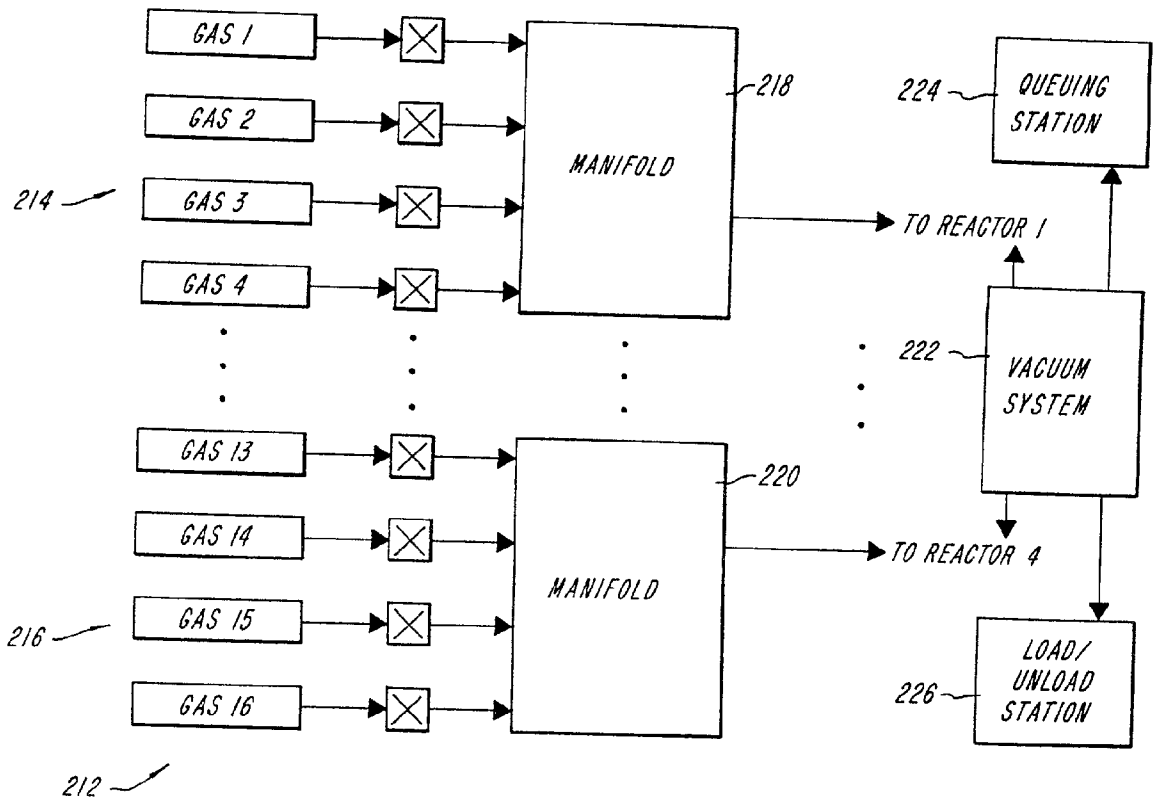 GAS 1
GAS 2
214
GAS 3
GAS 4
MANIFOLD
218
TO REACTOR 1
224
QUEUING
STATION
222
VACUUM
SYSTEM
GAS 13
GAS 14
216
GAS 15
GAS 16
212
MANIFOLD
220
TO REACTOR 4
226
LOAD/
UNLOAD
STATION